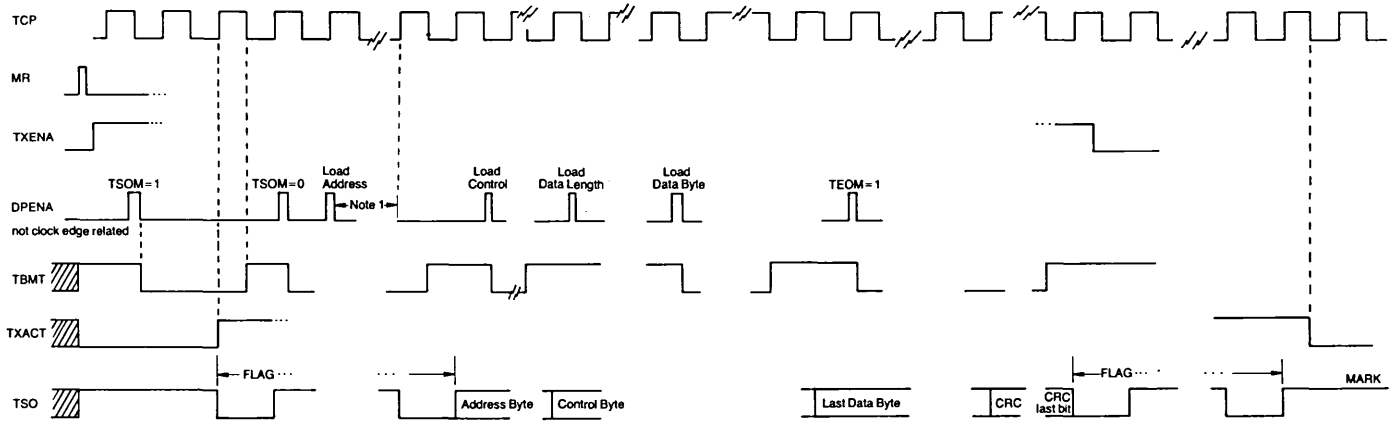 TCP
MR
TXENA
TSOM = 1
TSOM = 0
Load
Address
Note 1
Load
Control
Load
Data Length
Load
Data Byte
TEOM = 1
DPENA
not clock edge related
TBMT
TXACT
FLAG
FLAG
MARK
TSO
Address Byte
Control Byte
Last Data Byte
CRC
CRC
last bit